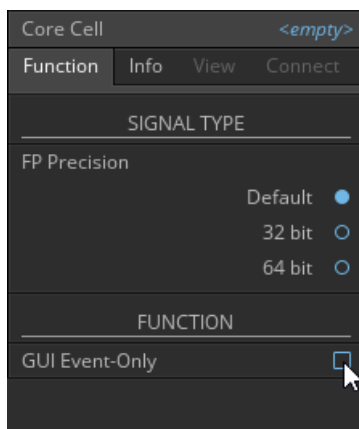 Core Cell <empty>
Function Info View Connect
SIGNAL TYPE
FP Precision
Default
32 bit
64 bit
FUNCTION
GUI Event-Only